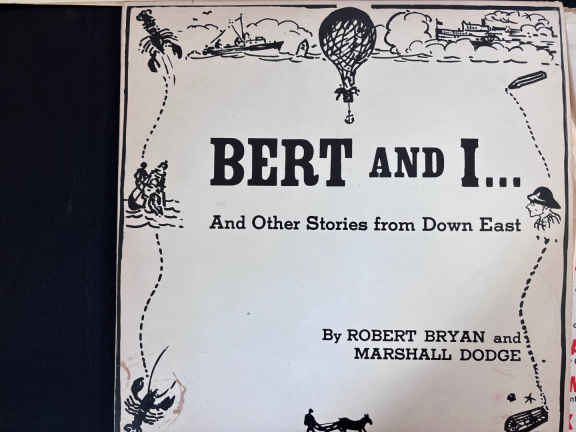 BERT AND I...
And Other Stories from Down East
By ROBERT BRYAN and
MARSHALL DODGE